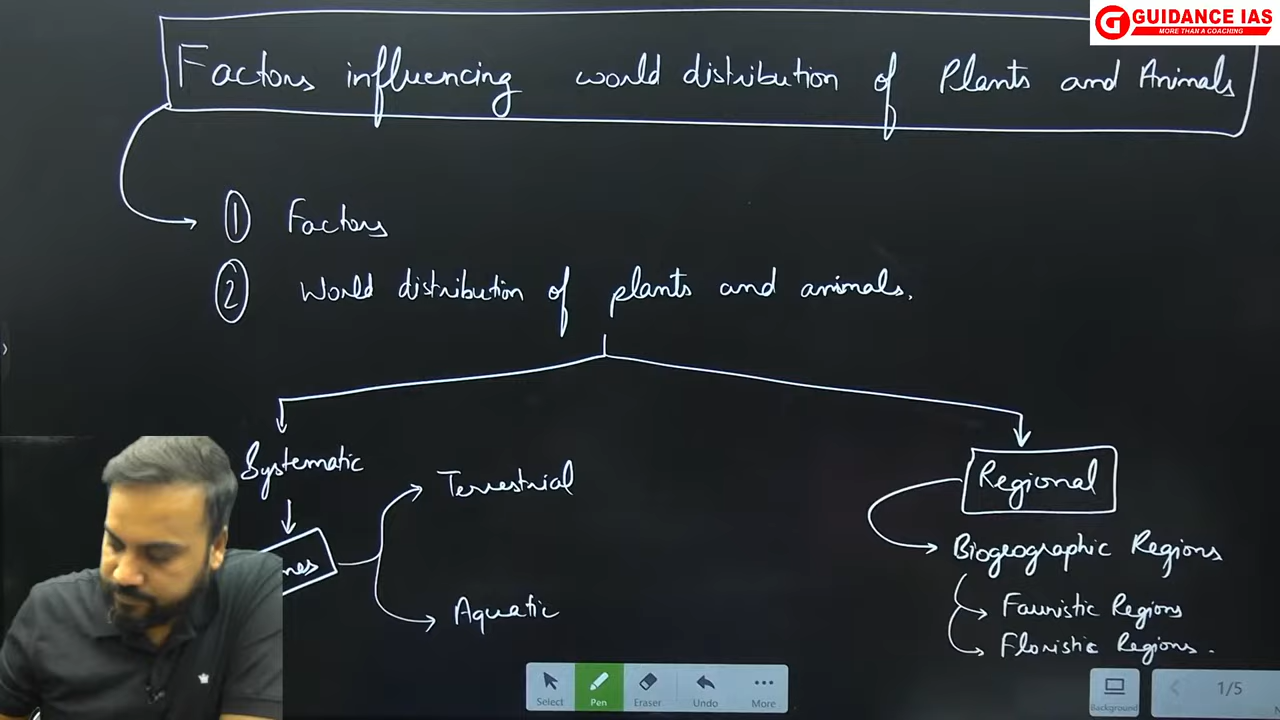 GUIDANCE IAS
MORE THAN A COACHING
Factors influencing world distribution of Plants and Animals
1 Factors
2 World distribution of plants and animals.
Systematic
Terrestrial
Aquatic
Regional
Biogeographic Regions
Faunistic Regions
Floristic Regions.
Select
Pen
Eraser
Undo
More
Background
1/5